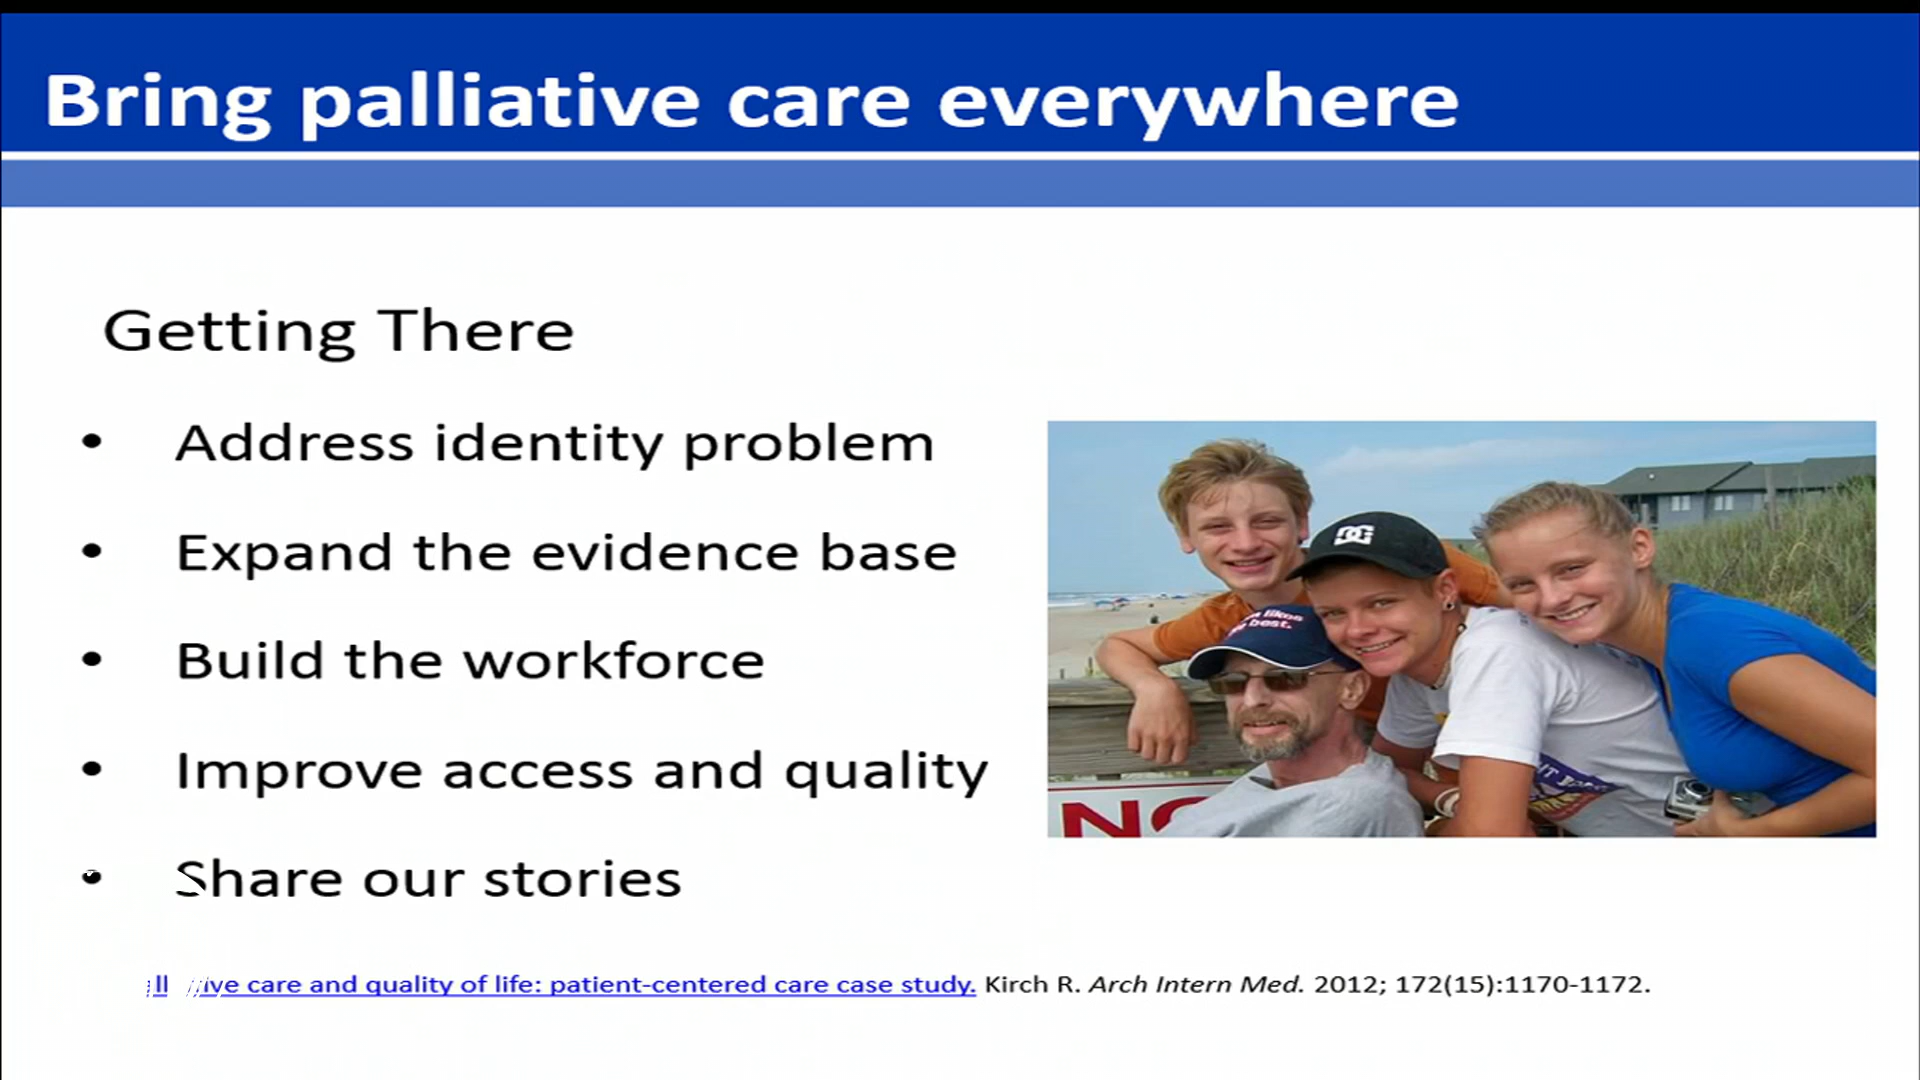 Bring palliative care everywhere
Getting There
• Address identity problem
• Expand the evidence base
• Build the workforce
• Improve access and quality
• Share our stories
care and quality of life: patient-centered care case study. Kirch R. Arch Intern Med. 2012; 172(15):1170-1172.
best.